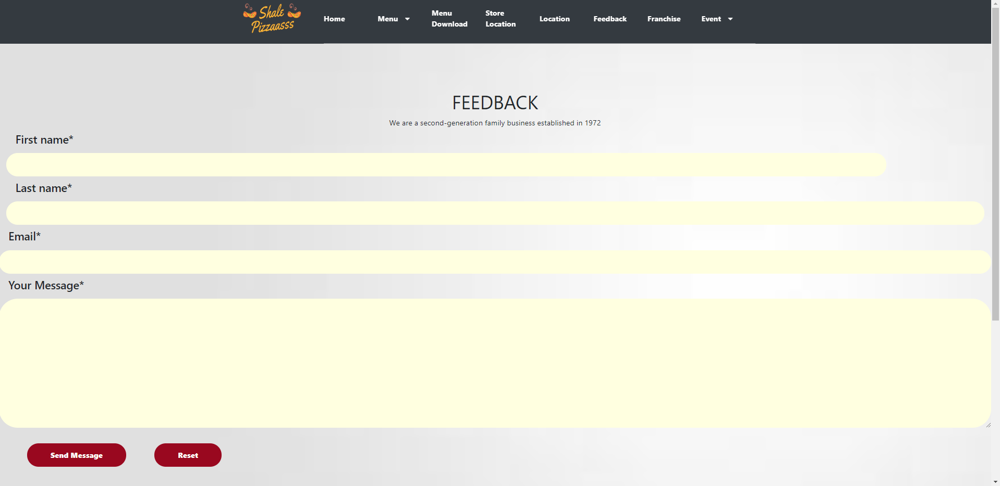 Shale
Pizzaasss
Home
Menu
Menu
Download
Store
Location
Location
Feedback
Franchise
Event
FEEDBACK
We are a second-generation family business established in 1972
First name*
Last name*
Email*
Your Message*
Send Message
Reset